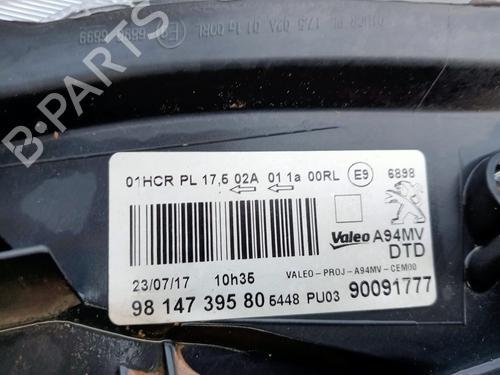 B-PARTS
01HCR PL 17,5 02A 01 1a 00RL E9 6898
Valeo A94MV
DTD
23/07/17 10h35 VALEO-PROJ-A94MV-CEM00
98 147 395 80 6448 PU03 90091777